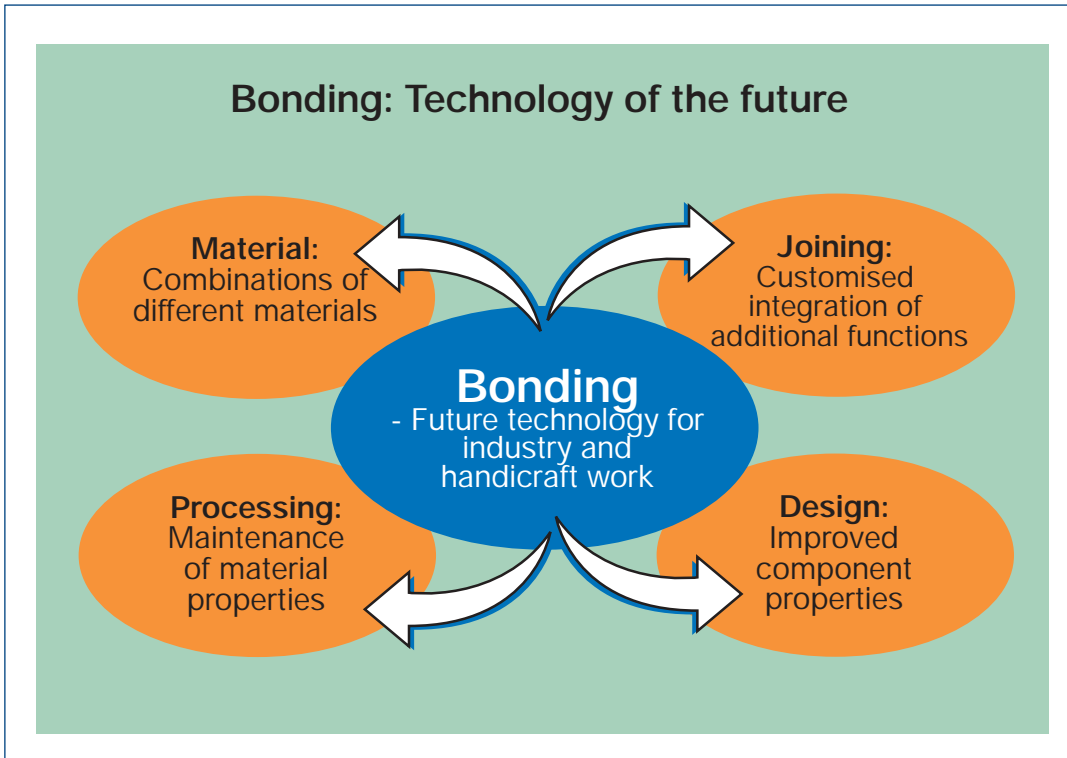 Bonding: Technology of the future
Material:
Combinations of
different materials
Joining:
Customised
integration of
additional functions
Bonding
- Future technology for
industry and
handicraft work
Processing:
Maintenance
of material
properties
Design:
Improved
component
properties